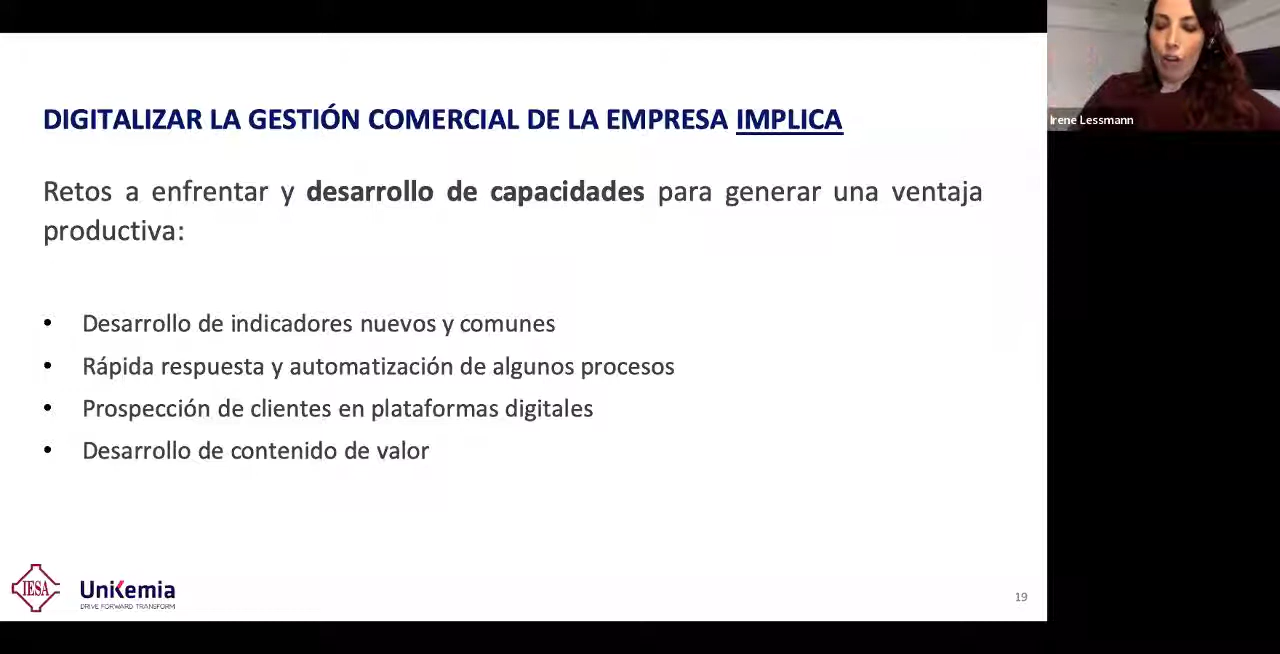 DIGITALIZAR LA GESTIÓN COMERCIAL DE LA EMPRESA IMPLICA
Irene Lessmann
Retos a enfrentar y desarrollo de capacidades para generar una ventaja
productiva:
• Desarrollo de indicadores nuevos y comunes
• Rápida respuesta y automatización de algunos procesos
• Prospección de clientes en plataformas digitales
• Desarrollo de contenido de valor
IESA
UniKemia
DRIVE FORWARD TRANSFORM
19